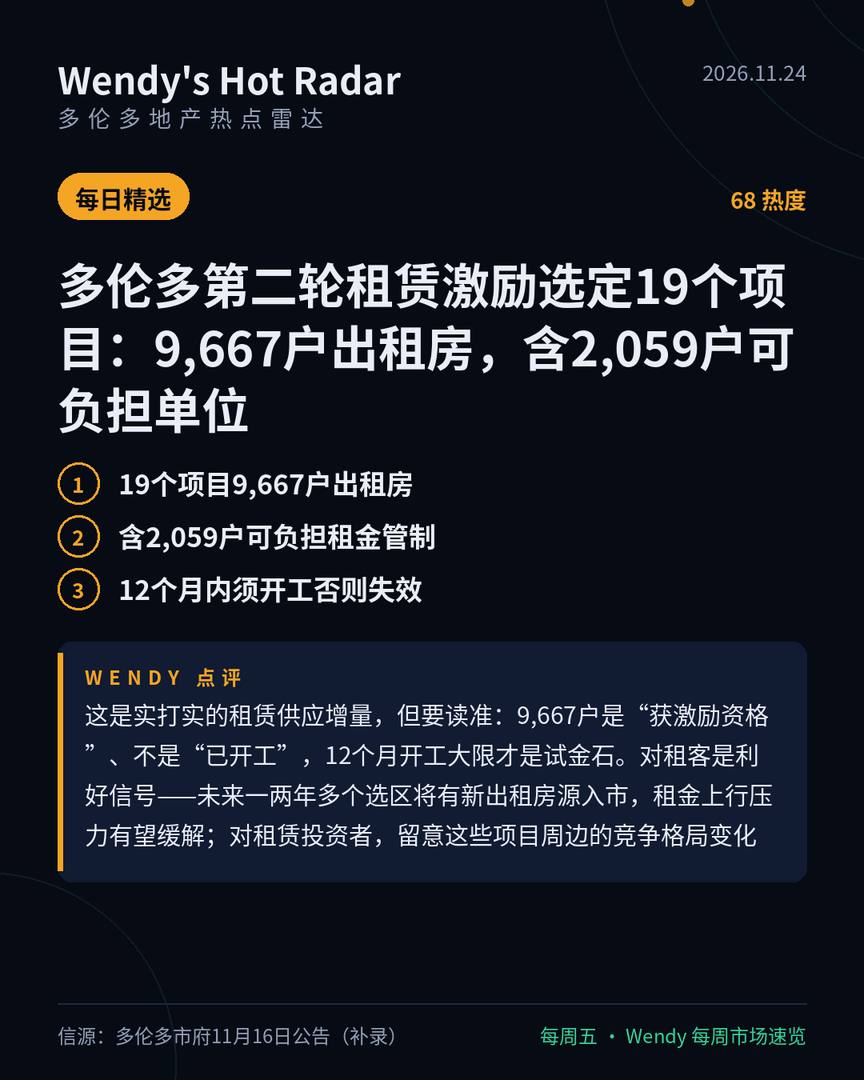 Wendy's Hot Radar
2026.11.24
多伦多地产热点雷达
每日精选
68 热度
多伦多第二轮租赁激励选定19个项
目：9,667户出租房，含2,059户可
负担单位
1 19个项目9,667户出租房
2 含2,059户可负担租金管制
3 12个月内须开工否则失效
WENDY 点评
这是实打实的租赁供应增量，但要读准：9,667户是“获激励资格
”、不是“已开工”，12个月开工大限才是试金石。对租客是利
好信号——未来一两年多个选区将有新出租房源入市，租金上行压
力有望缓解；对租赁投资者，留意这些项目周边的竞争格局变化
信源：多伦多市府11月16日公告（补录）
每周五 · Wendy 每周市场速览